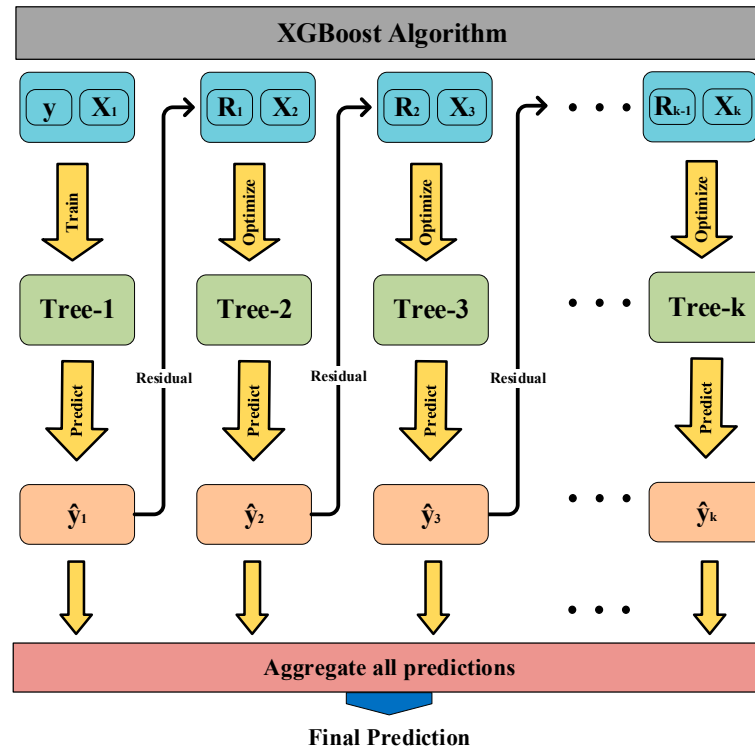 XGBoost Algorithm
y X₁ R₁ X₂ R₂ X₃ • • • Rₖ₋₁ Xₖ
Train Optimize Optimize Optimize
Tree-1 Tree-2 Tree-3 • • • Tree-k
Residual Residual Residual
Predict Predict Predict Predict
ŷ₁ ŷ₂ ŷ₃ • • • ŷₖ
• • •
Aggregate all predictions
Final Prediction